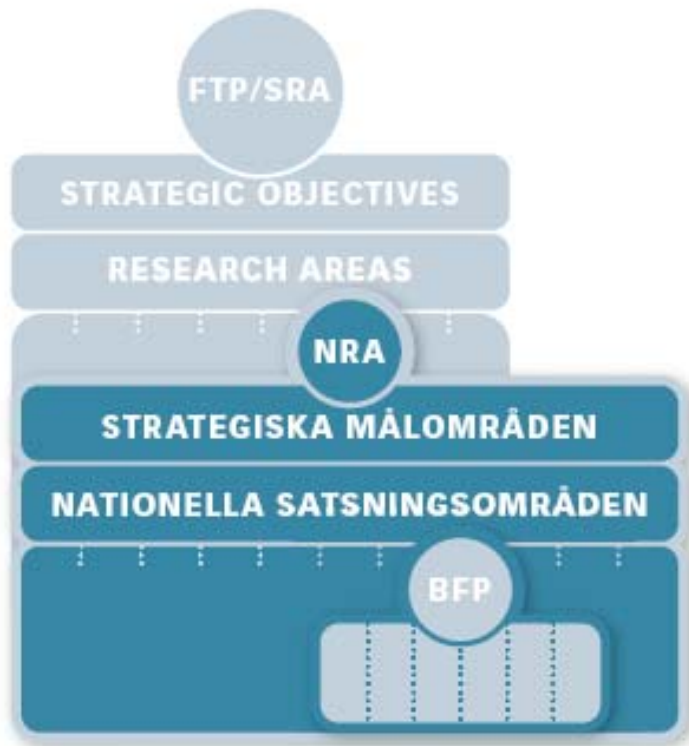 FTP/SRA
STRATEGIC OBJECTIVES
RESEARCH AREAS
NRA
STRATEGISKA MÅLOMRÅDEN
NATIONELLA SATSNINGSOMRÅDEN
BFP